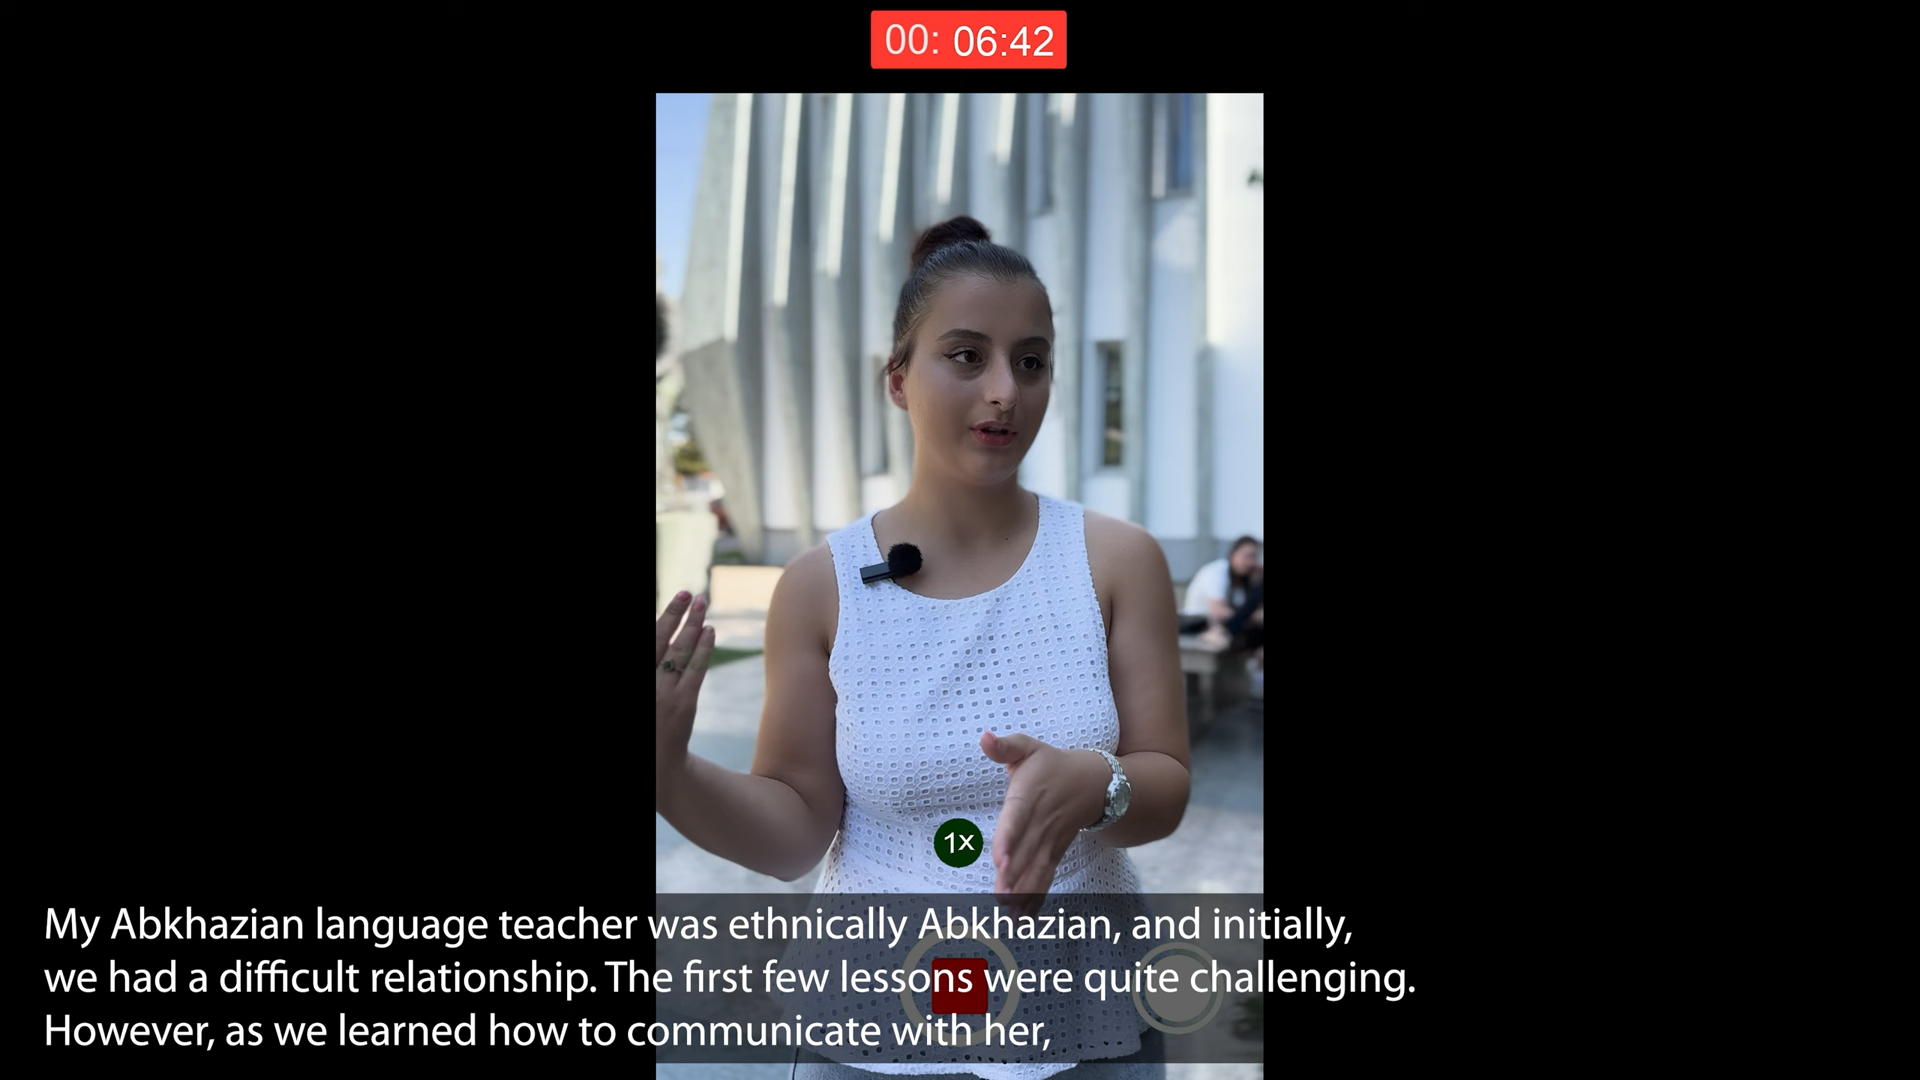 00: 06:42
1x
My Abkhazian language teacher was ethnically Abkhazian, and initially,
we had a difficult relationship. The first few lessons were quite challenging.
However, as we learned how to communicate with her,